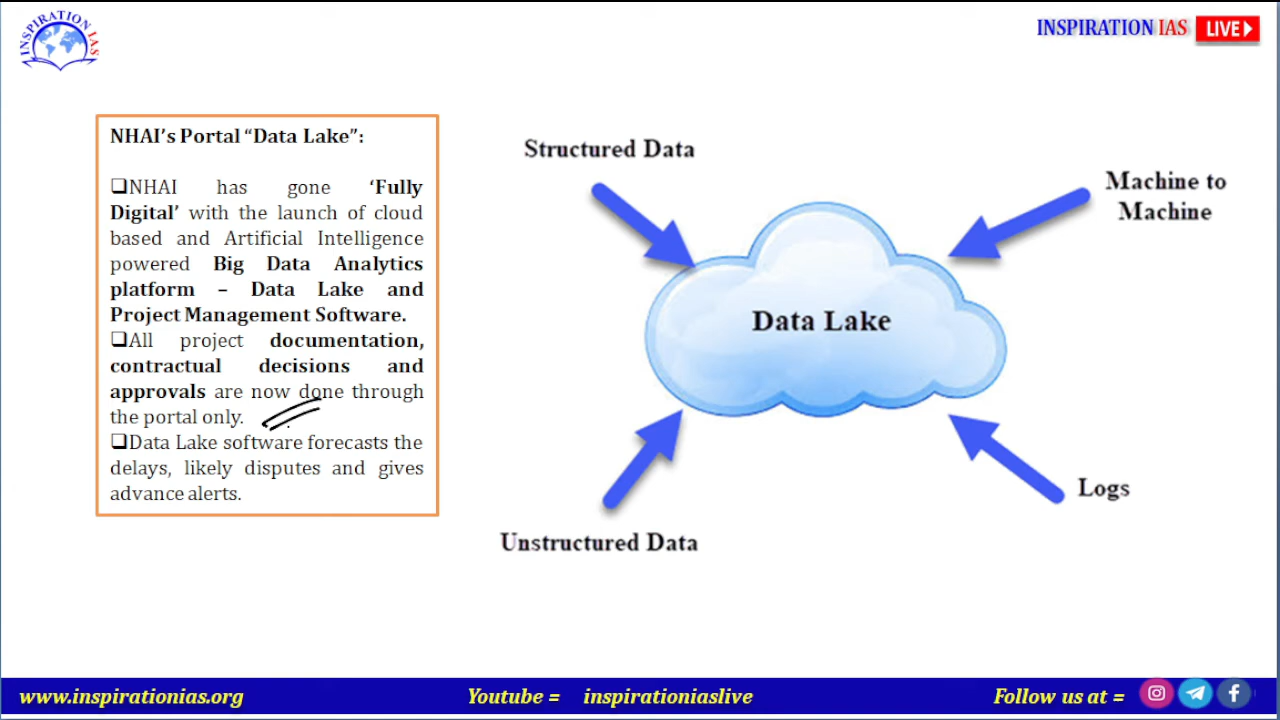 INSPIRATION IAS
INSPIRATION IAS LIVE
NHAI’s Portal “Data Lake”:
NHAI has gone ‘Fully
Digital’ with the launch of cloud
based and Artificial Intelligence
powered Big Data Analytics
platform – Data Lake and
Project Management Software.
All project documentation,
contractual decisions and
approvals are now done through
the portal only.
Data Lake software forecasts the
delays, likely disputes and gives
advance alerts.
Structured Data
Machine to
Machine
Data Lake
Logs
Unstructured Data
www.inspirationias.org
Youtube = inspirationiaslive
Follow us at =